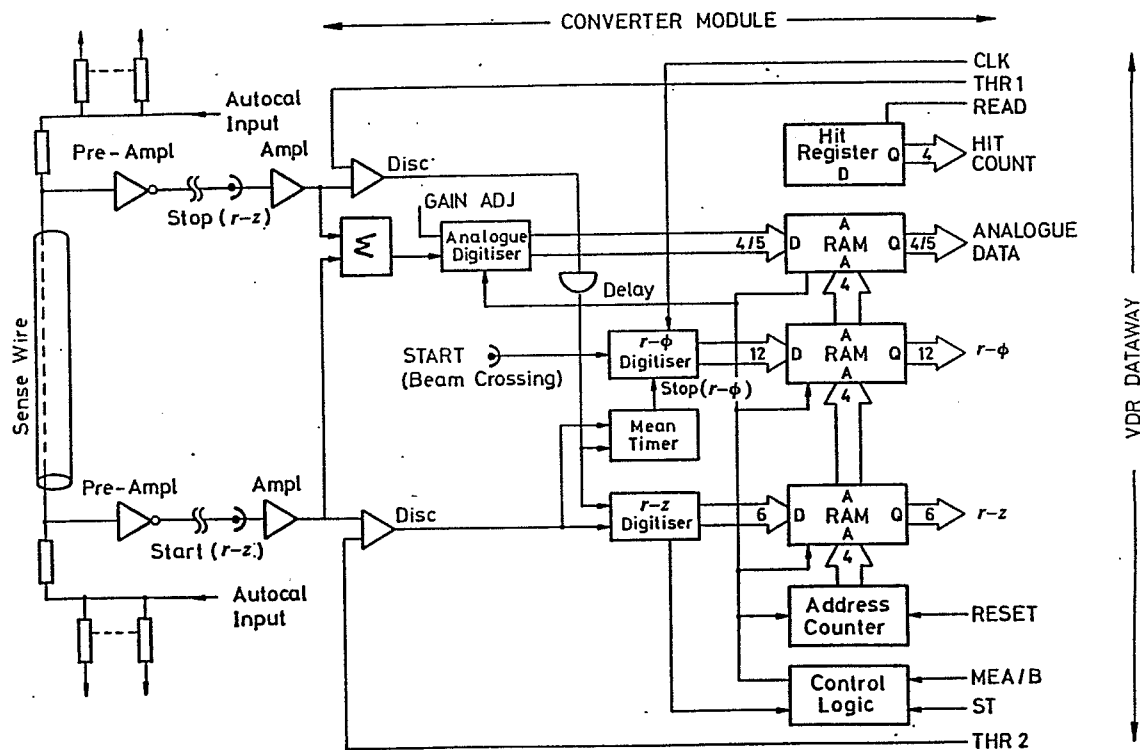 CONVERTER MODULE
CLK
THR 1
READ
Autocal
Input
Hit
Register
Q
D
4
HIT
COUNT
Pre-Ampl
Ampl
Disc
Stop (r-z)
GAIN ADJ
Σ
Analogue
Digitiser
4/5
D
A
RAM
A
Q
4/5
ANALOGUE
DATA
Delay
4
START
(Beam Crossing)
r-ϕ
Digitiser
12
D
A
RAM
A
Q
12
r-ϕ
Stop (r-ϕ)
4
Mean
Timer
Sense Wire
VDR DATAWAY
Pre-Ampl
Ampl
Disc
Start (r-z)
r-z
Digitiser
6
D
A
RAM
A
Q
6
r-z
4
Autocal
Input
Address
Counter
RESET
Control
Logic
MEA/B
ST
THR 2